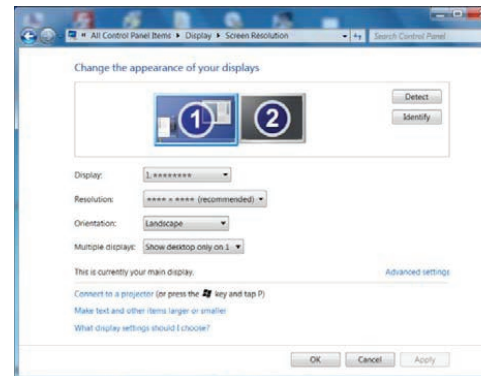 « All Control Panel Items ▸ Display ▸ Screen Resolution
Search Control Panel
Change the appearance of your displays
1
2
Detect
Identify
Display: 1. ********
Resolution: **** × **** (recommended)
Orientation: Landscape
Multiple displays: Show desktop only on 1
This is currently your main display.
Advanced settings
Connect to a projector (or press the key and tap P)
Make text and other items larger or smaller
What display settings should I choose?
OK
Cancel
Apply